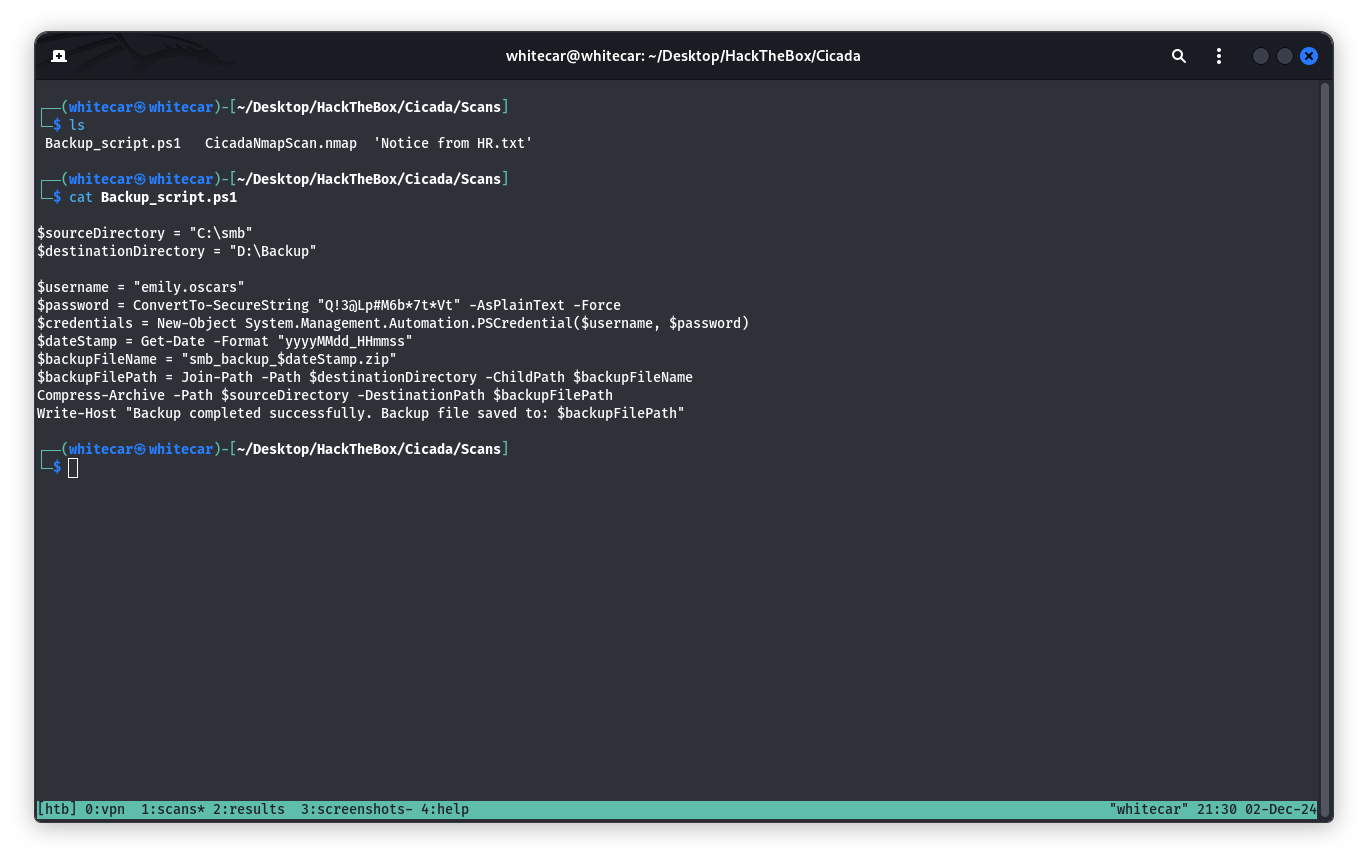 whitecar@whitecar: ~/Desktop/HackTheBox/Cicada
┌──(whitecar㉿whitecar)-[~/Desktop/HackTheBox/Cicada/Scans]
└─$ ls
Backup_script.ps1   CicadaNmapScan.nmap  'Notice from HR.txt'
┌──(whitecar㉿whitecar)-[~/Desktop/HackTheBox/Cicada/Scans]
└─$ cat Backup_script.ps1
$sourceDirectory = "C:\smb"
$destinationDirectory = "D:\Backup"
$username = "emily.oscars"
$password = ConvertTo-SecureString "Q!3@Lp#M6b*7t*Vt" -AsPlainText -Force
$credentials = New-Object System.Management.Automation.PSCredential($username, $password)
$dateStamp = Get-Date -Format "yyyyMMdd_HHmmss"
$backupFileName = "smb_backup_$dateStamp.zip"
$backupFilePath = Join-Path -Path $destinationDirectory -ChildPath $backupFileName
Compress-Archive -Path $sourceDirectory -DestinationPath $backupFilePath
Write-Host "Backup completed successfully. Backup file saved to: $backupFilePath"
┌──(whitecar㉿whitecar)-[~/Desktop/HackTheBox/Cicada/Scans]
└─$
[htb] 0:vpn  1:scans* 2:results  3:screenshots- 4:help "whitecar" 21:30 02-Dec-24